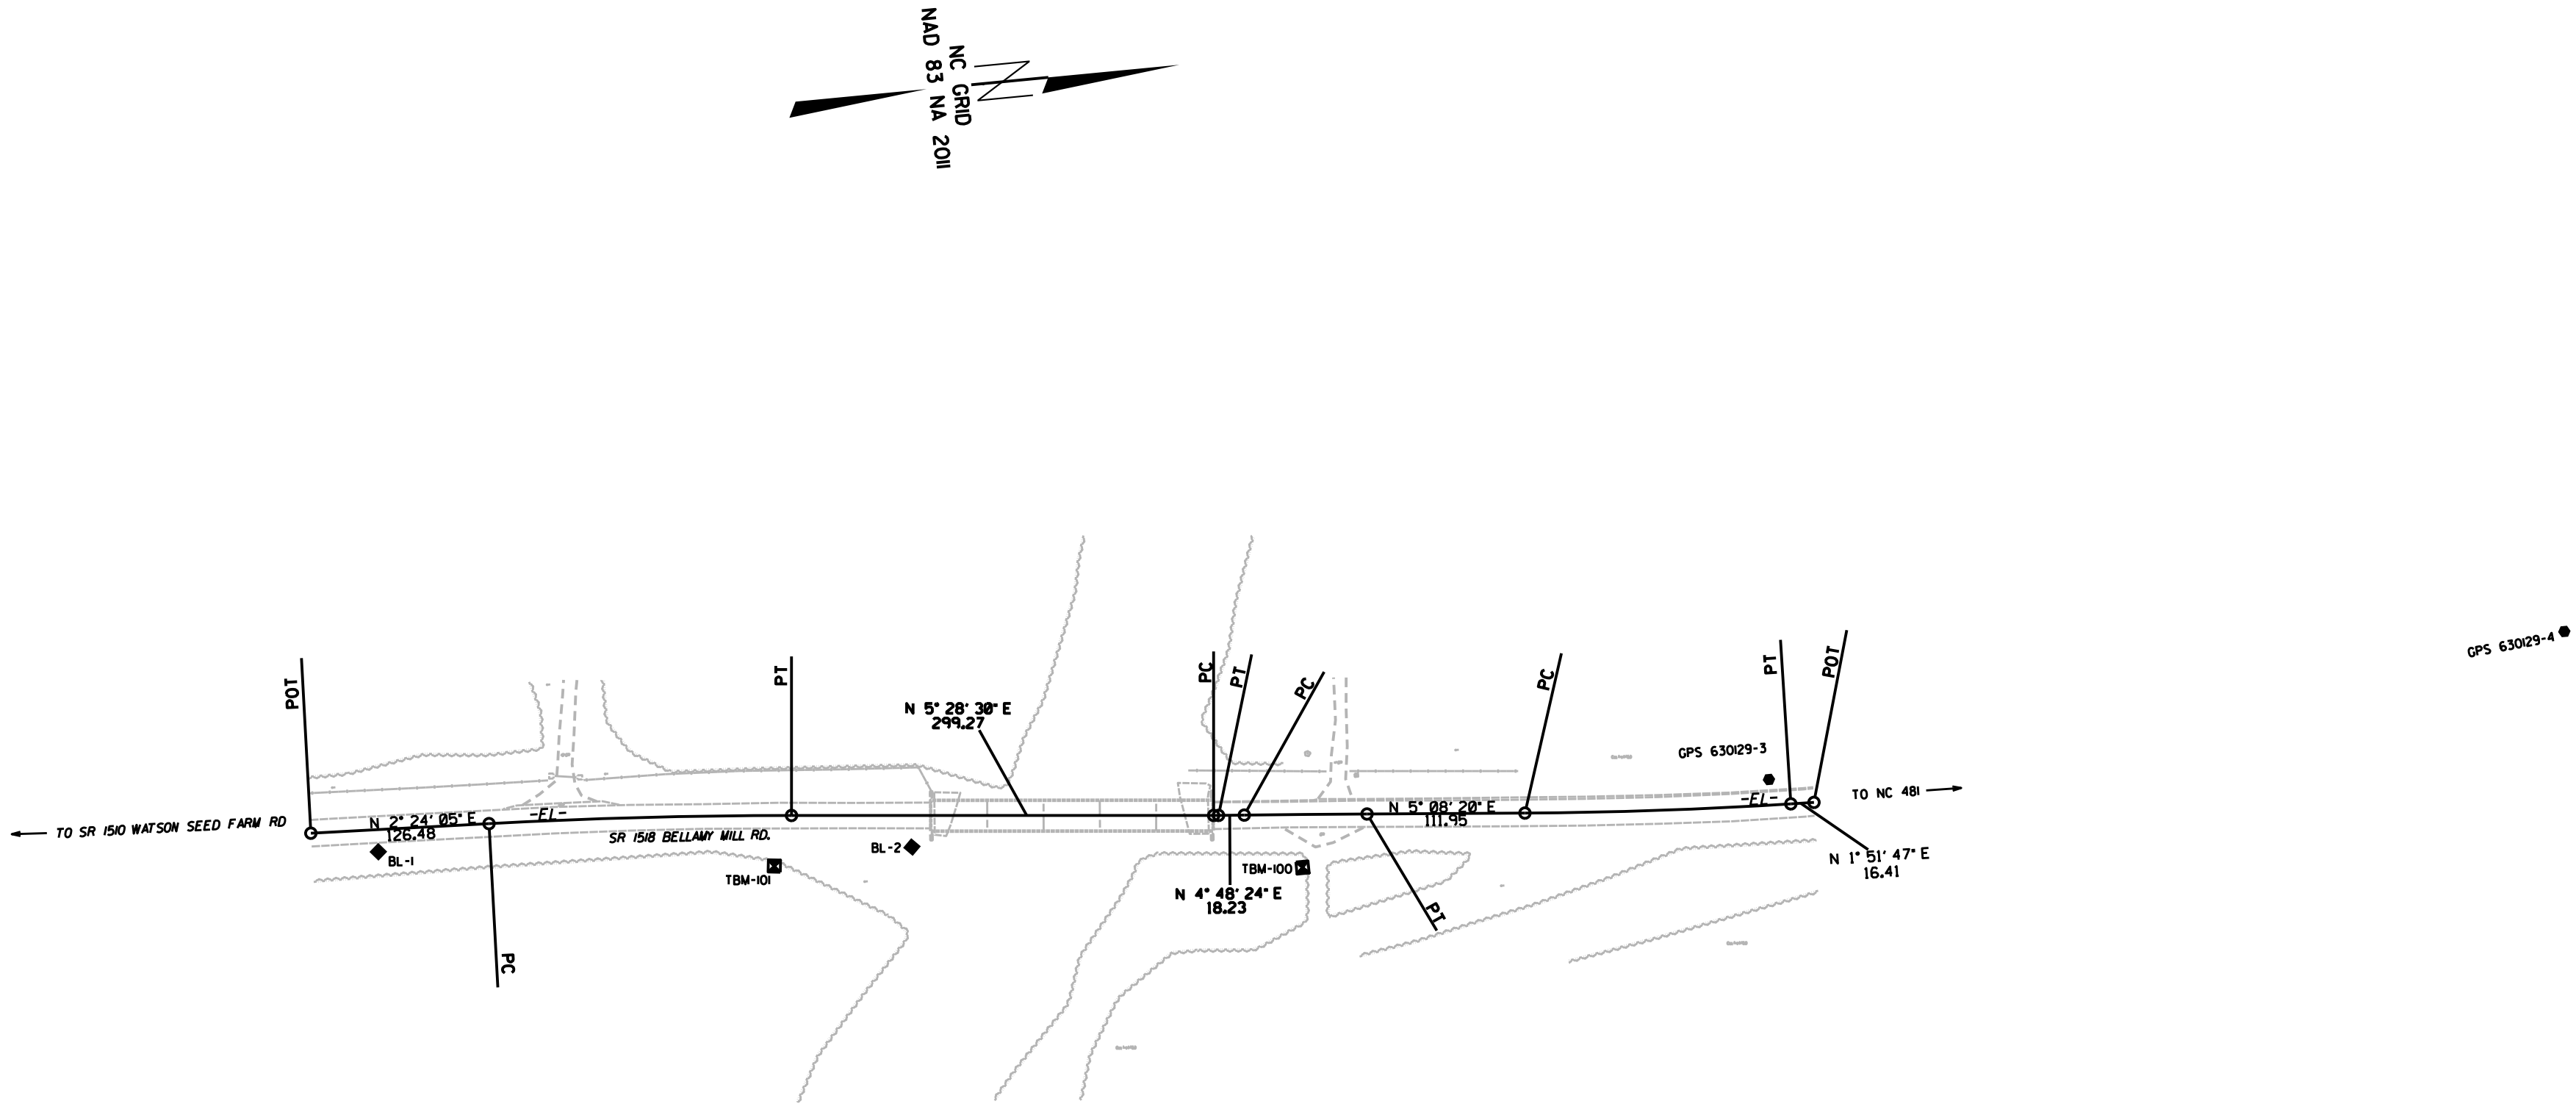 NC GRID
NAD 83 NA 2011
GPS 630129-4
POT
PT
PC
PT
PC
PC
PT
POT
N 5° 28' 30" E
299.27
GPS 630129-3
TO NC 481
-EL-
-EL-
N 2° 24' 05" E
126.48
N 5° 08' 20" E
111.95
TO SR 1510 WATSON SEED FARM RD
SR 1518 BELLAMY MILL RD.
BL-1
BL-2
TBM-101
TBM-100
N 1° 51' 47" E
16.41
N 4° 48' 24" E
18.23
PT
PC